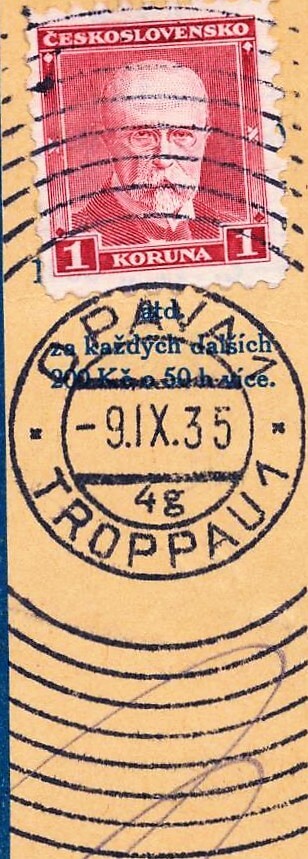 ČESKOSLOVENSKO
1 KORUNA 1
OPAVA 1
atd.
za každých dalších
200 Kč o 50 h více.
-9.IX.35
4g
TROPPAU 1